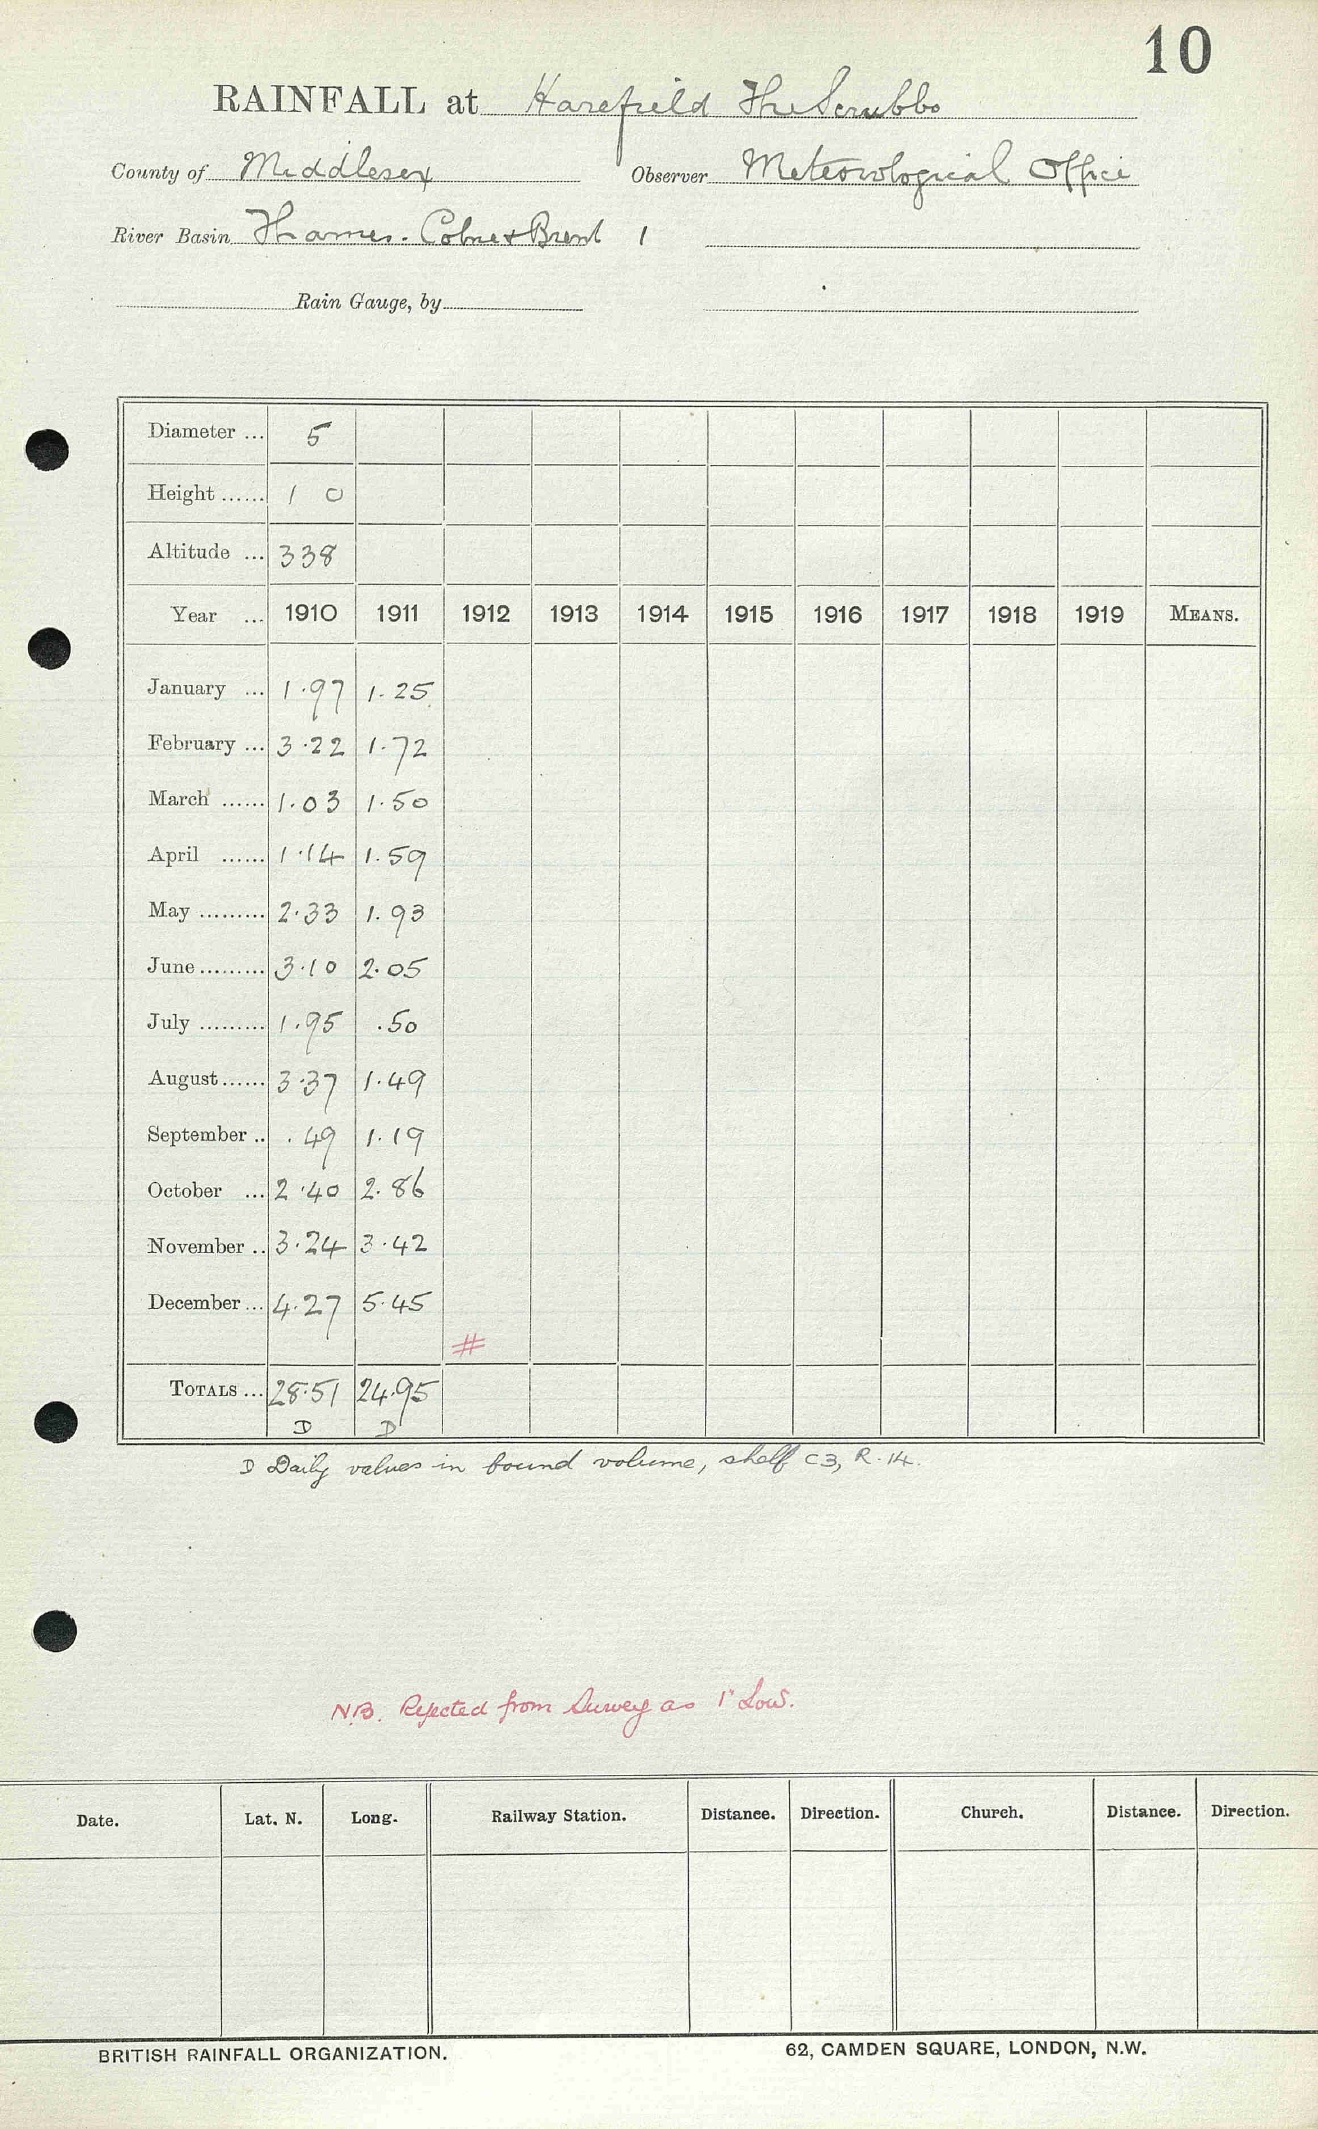 10
RAINFALL at Harefield The Scrubbs
County of Middlesex Observer Meteorological Office
River Basin Thames. Colne & Brent 1
Rain Gauge, by
Diameter ... 5
Height ...... 1 0
Altitude ... 338
Year ... 1910 1911 1912 1913 1914 1915 1916 1917 1918 1919 MEANS.
January ... 1.97 1.25
February ... 3.22 1.72
March ...... 1.03 1.50
April ...... 1.14 1.59
May ......... 2.33 1.93
June ......... 3.10 2.05
July ......... 1.95 .50
August ...... 3.37 1.49
September .. .49 1.19
October ... 2.40 2.86
November .. 3.24 3.42
December ... 4.27 5.45
#
TOTALS ... 28.51 24.95
D D
D Daily values in bound volume, shelf C3, R.14.
N.B. Rejected from Survey as 1" Low.
Date. Lat. N. Long. Railway Station. Distance. Direction. Church. Distance. Direction.
BRITISH RAINFALL ORGANIZATION. 62, CAMDEN SQUARE, LONDON, N.W.